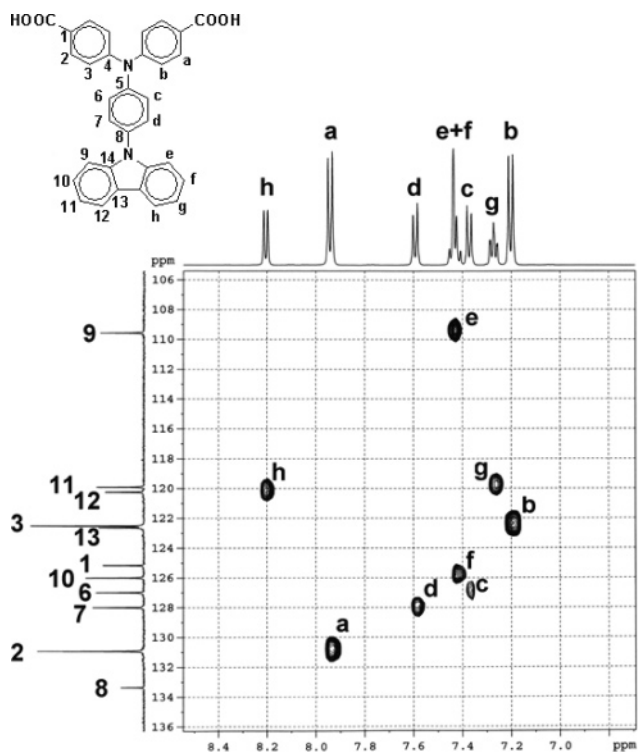 HOOC COOH
1 2 3 4 a b
N
5
6 c
7 d
8
N
9 14 e
10 f
13
11 g
12 h
a e+f b
h d c g
ppm
106
108
9 110
e
112
114
116
118
11 120 h g
12
3 122 b
13
124
1
10 126 f
6 c
7 128 d
2 130 a
132
8
134
136
8.4 8.2 8.0 7.8 7.6 7.4 7.2 ppm